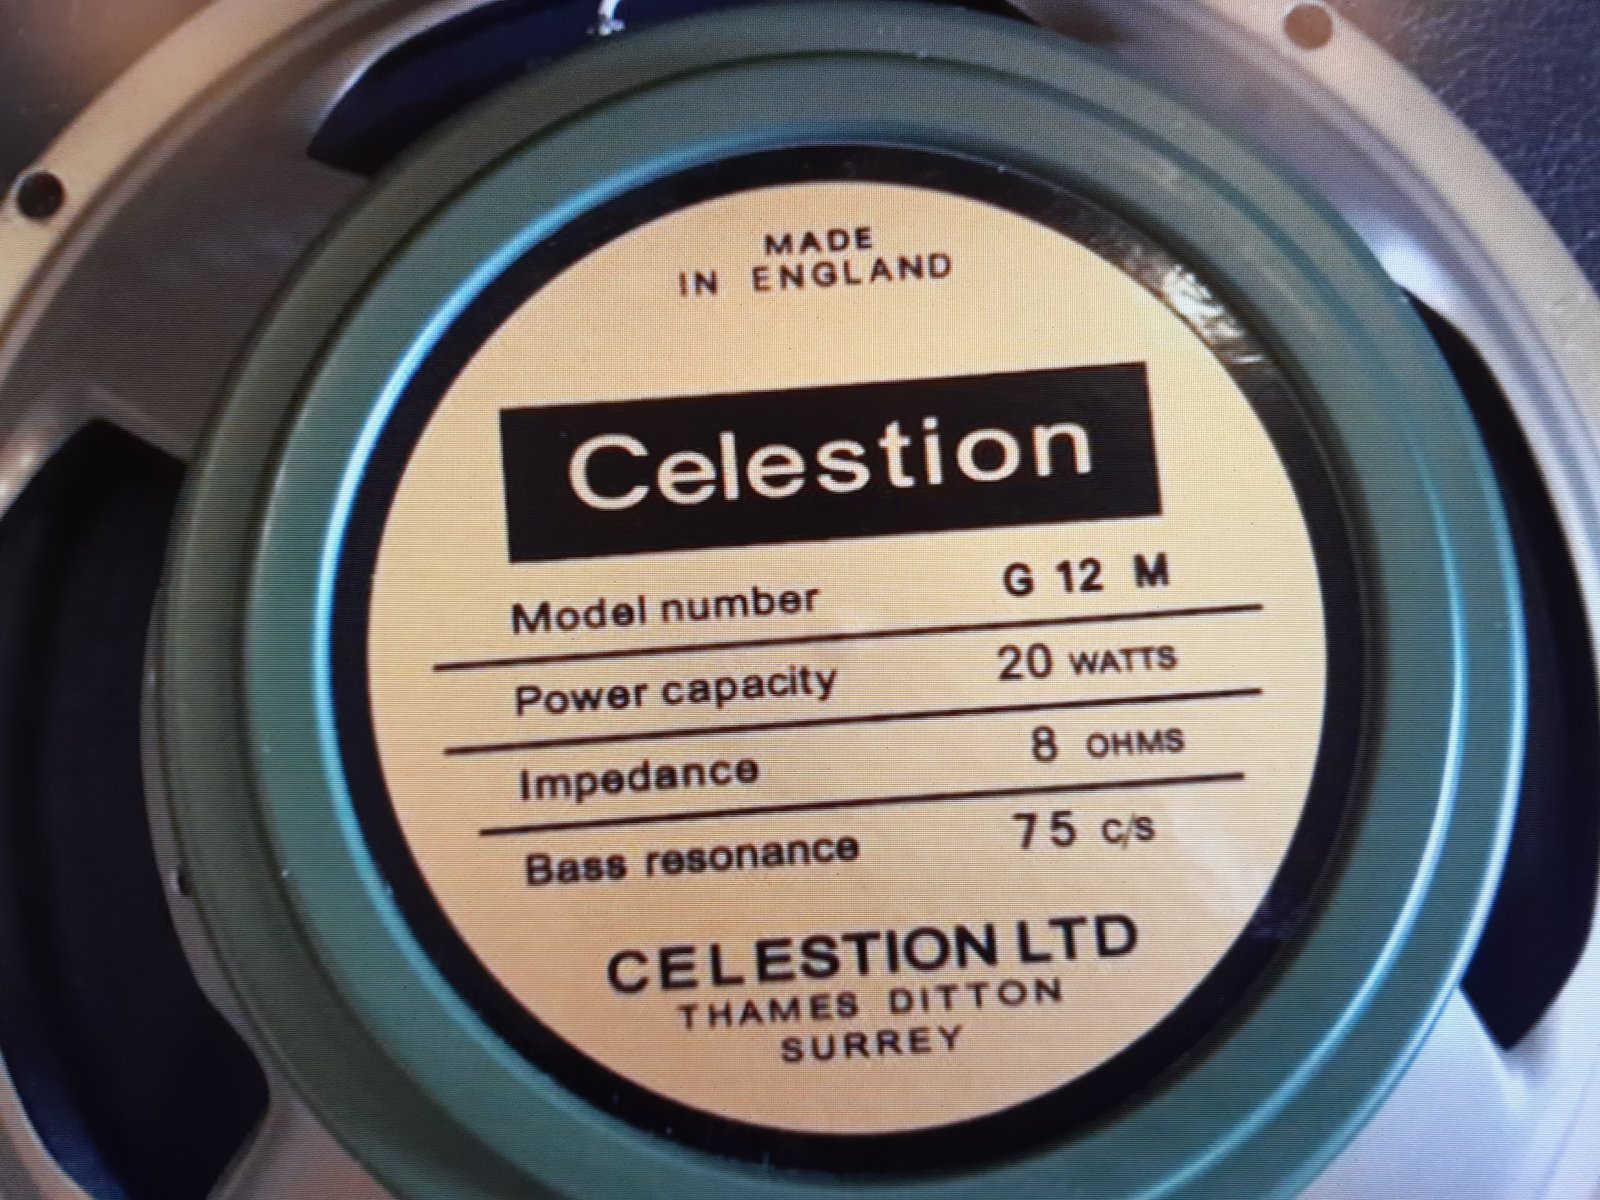 MADE
IN ENGLAND
Celestion
Model number G 12 M
Power capacity 20 WATTS
Impedance 8 OHMS
Bass resonance 75 c/s
CELESTION LTD
THAMES DITTON
SURREY